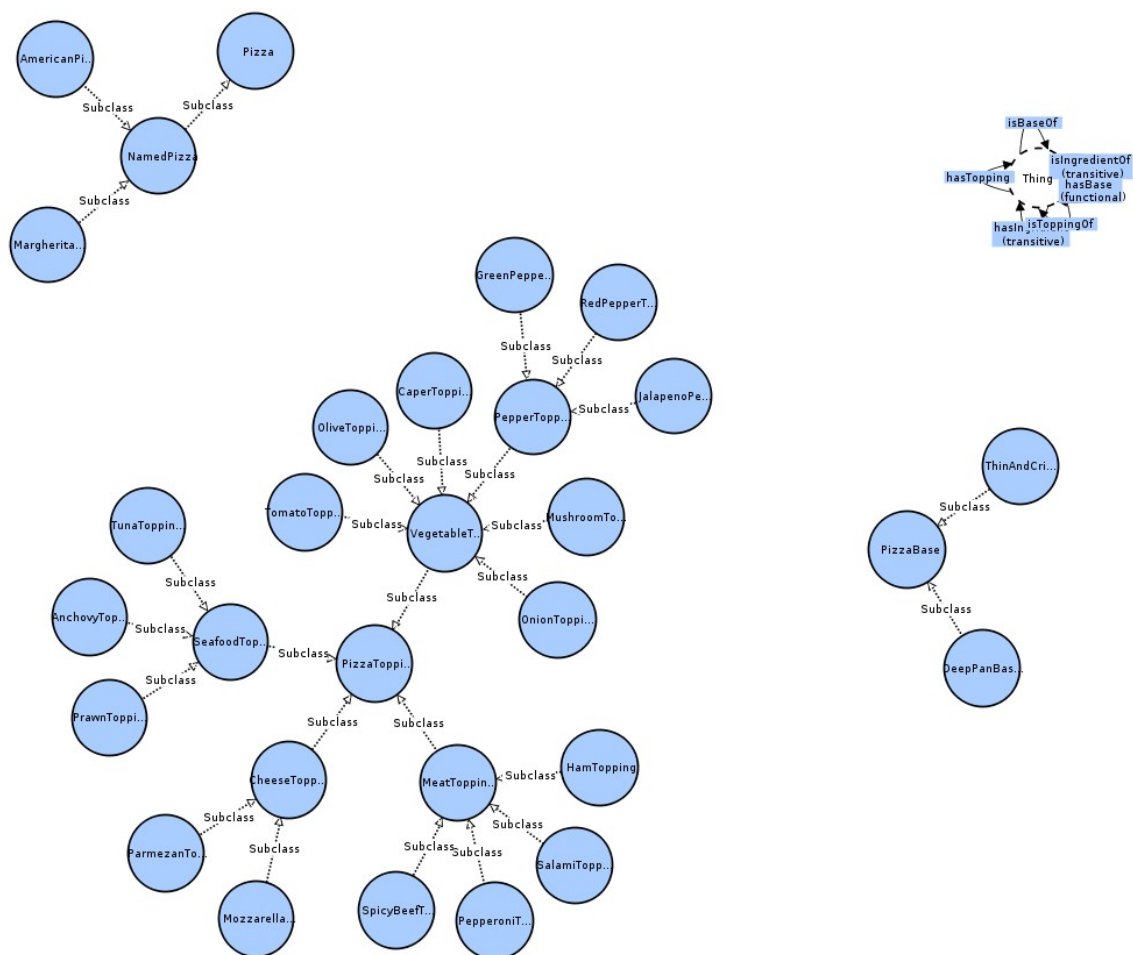 AmericanPi...
Pizza
Subclass
Subclass
NamedPizza
Subclass
Margherita...
isBaseOf
isIngredientOf
(transitive)
hasTopping
Thing
hasBase
(functional)
isToppingOf
(transitive)
GreenPeppe...
RedPepperT...
Subclass
Subclass
CaperToppi...
JalapenoPe...
Subclass
PepperTopp...
OliveToppi...
Subclass
Subclass
Subclass
TomatoTopp...
Subclass
VegetableT...
Subclass
MushroomTo...
Subclass
OnionToppi...
Subclass
ThinAndCri...
Subclass
PizzaBase
Subclass
DeepPanBas...
TunaToppin...
Subclass
AnchovyTop...
Subclass
SeafoodTop...
Subclass
PizzaToppi...
Subclass
PrawnToppi...
Subclass
Subclass
CheeseTopp...
MeatToppin...
HamTopping
Subclass
Subclass
ParmezanTo...
Subclass
Mozzarella...
Subclass
SalamiTopp...
Subclass
Subclass
SpicyBeefT...
PepperoniT...